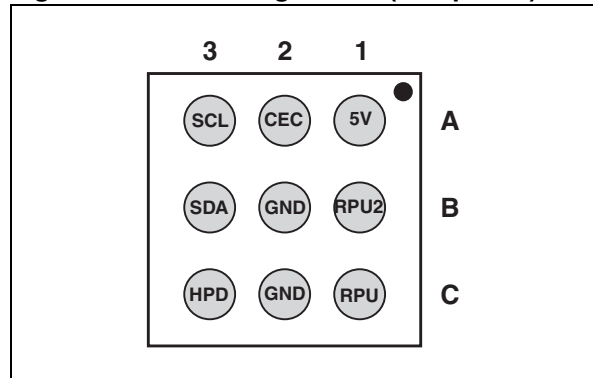 3 2 1
SCL CEC 5V A
SDA GND RPU2 B
HPD GND RPU C